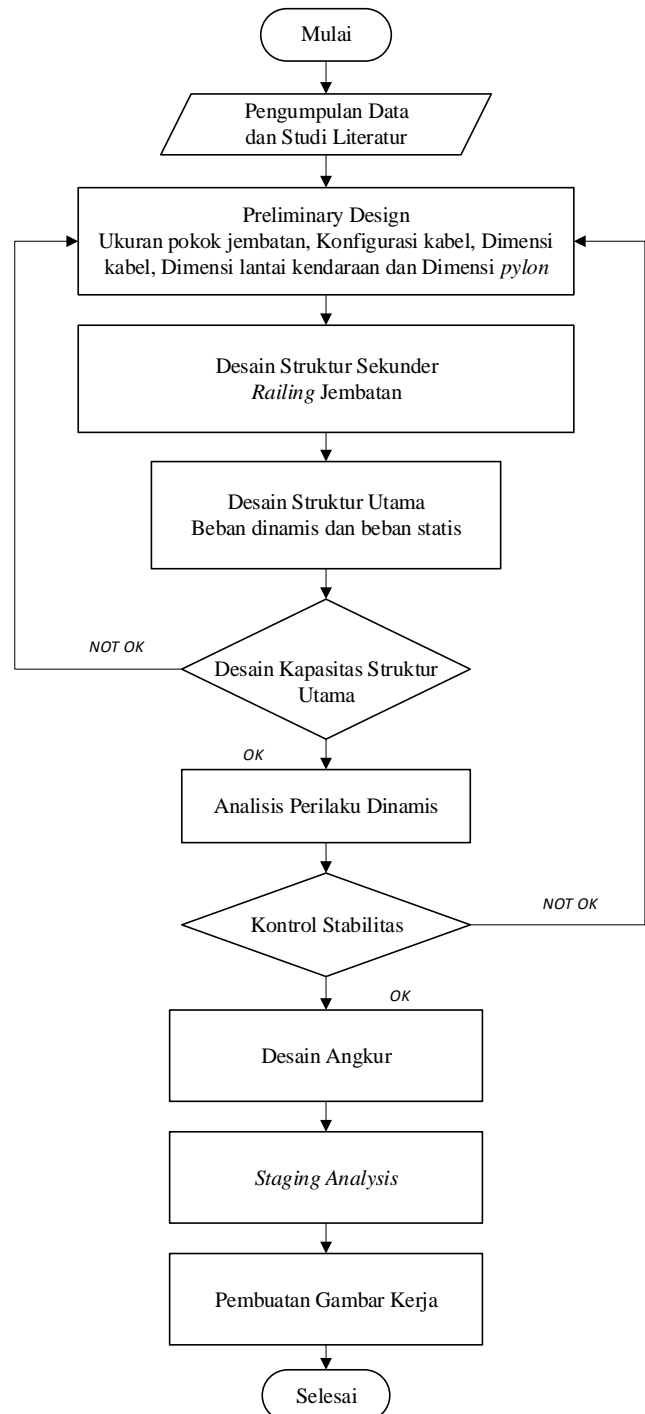 Mulai
Pengumpulan Data
dan Studi Literatur
Preliminary Design
Ukuran pokok jembatan, Konfigurasi kabel, Dimensi
kabel, Dimensi lantai kendaraan dan Dimensi pylon
Desain Struktur Sekunder
Railing Jembatan
Desain Struktur Utama
Beban dinamis dan beban statis
NOT OK
Desain Kapasitas Struktur
Utama
OK
Analisis Perilaku Dinamis
Kontrol Stabilitas
NOT OK
OK
Desain Angkur
Staging Analysis
Pembuatan Gambar Kerja
Selesai